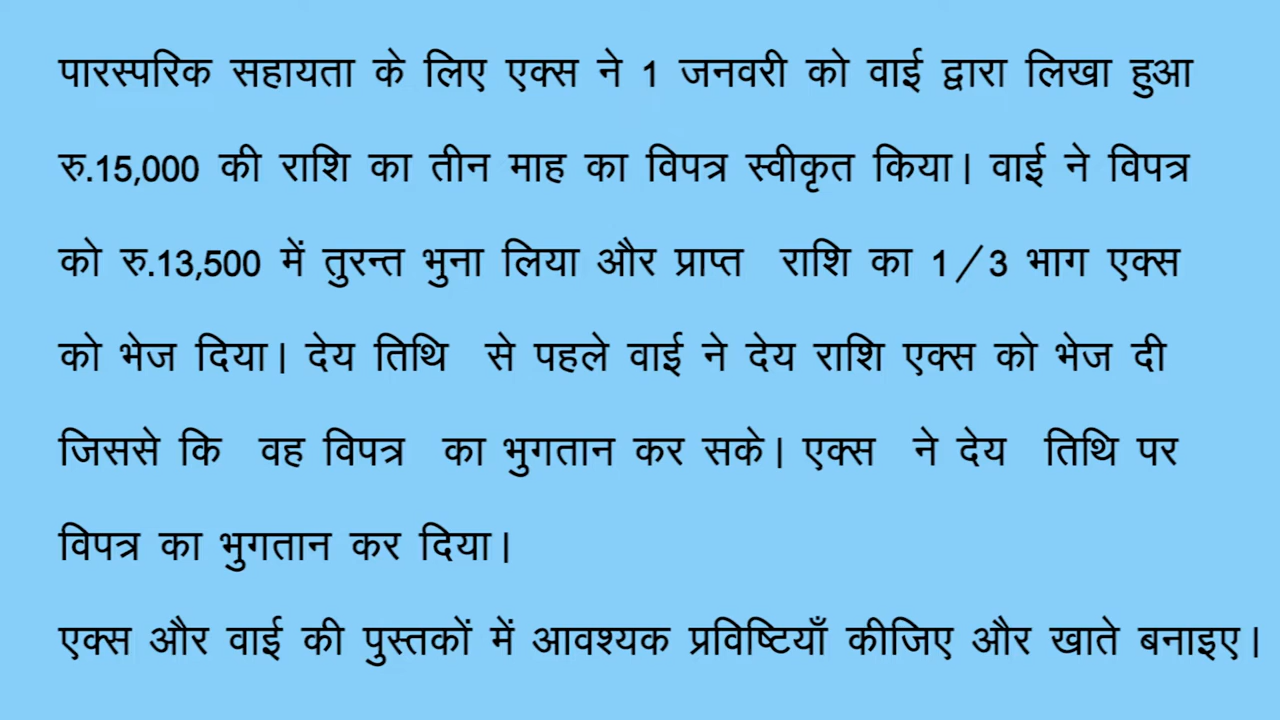 पारस्परिक सहायता के लिए एक्स ने 1 जनवरी को वाई द्वारा लिखा हुआ
रु.15,000 की राशि का तीन माह का विपत्र स्वीकृत किया। वाई ने विपत्र
को रु.13,500 में तुरन्त भुना लिया और प्राप्त राशि का 1/3 भाग एक्स
को भेज दिया। देय तिथि से पहले वाई ने देय राशि एक्स को भेज दी
जिससे कि वह विपत्र का भुगतान कर सके। एक्स ने देय तिथि पर
विपत्र का भुगतान कर दिया।
एक्स और वाई की पुस्तकों में आवश्यक प्रविष्टियाँ कीजिए और खाते बनाइए।